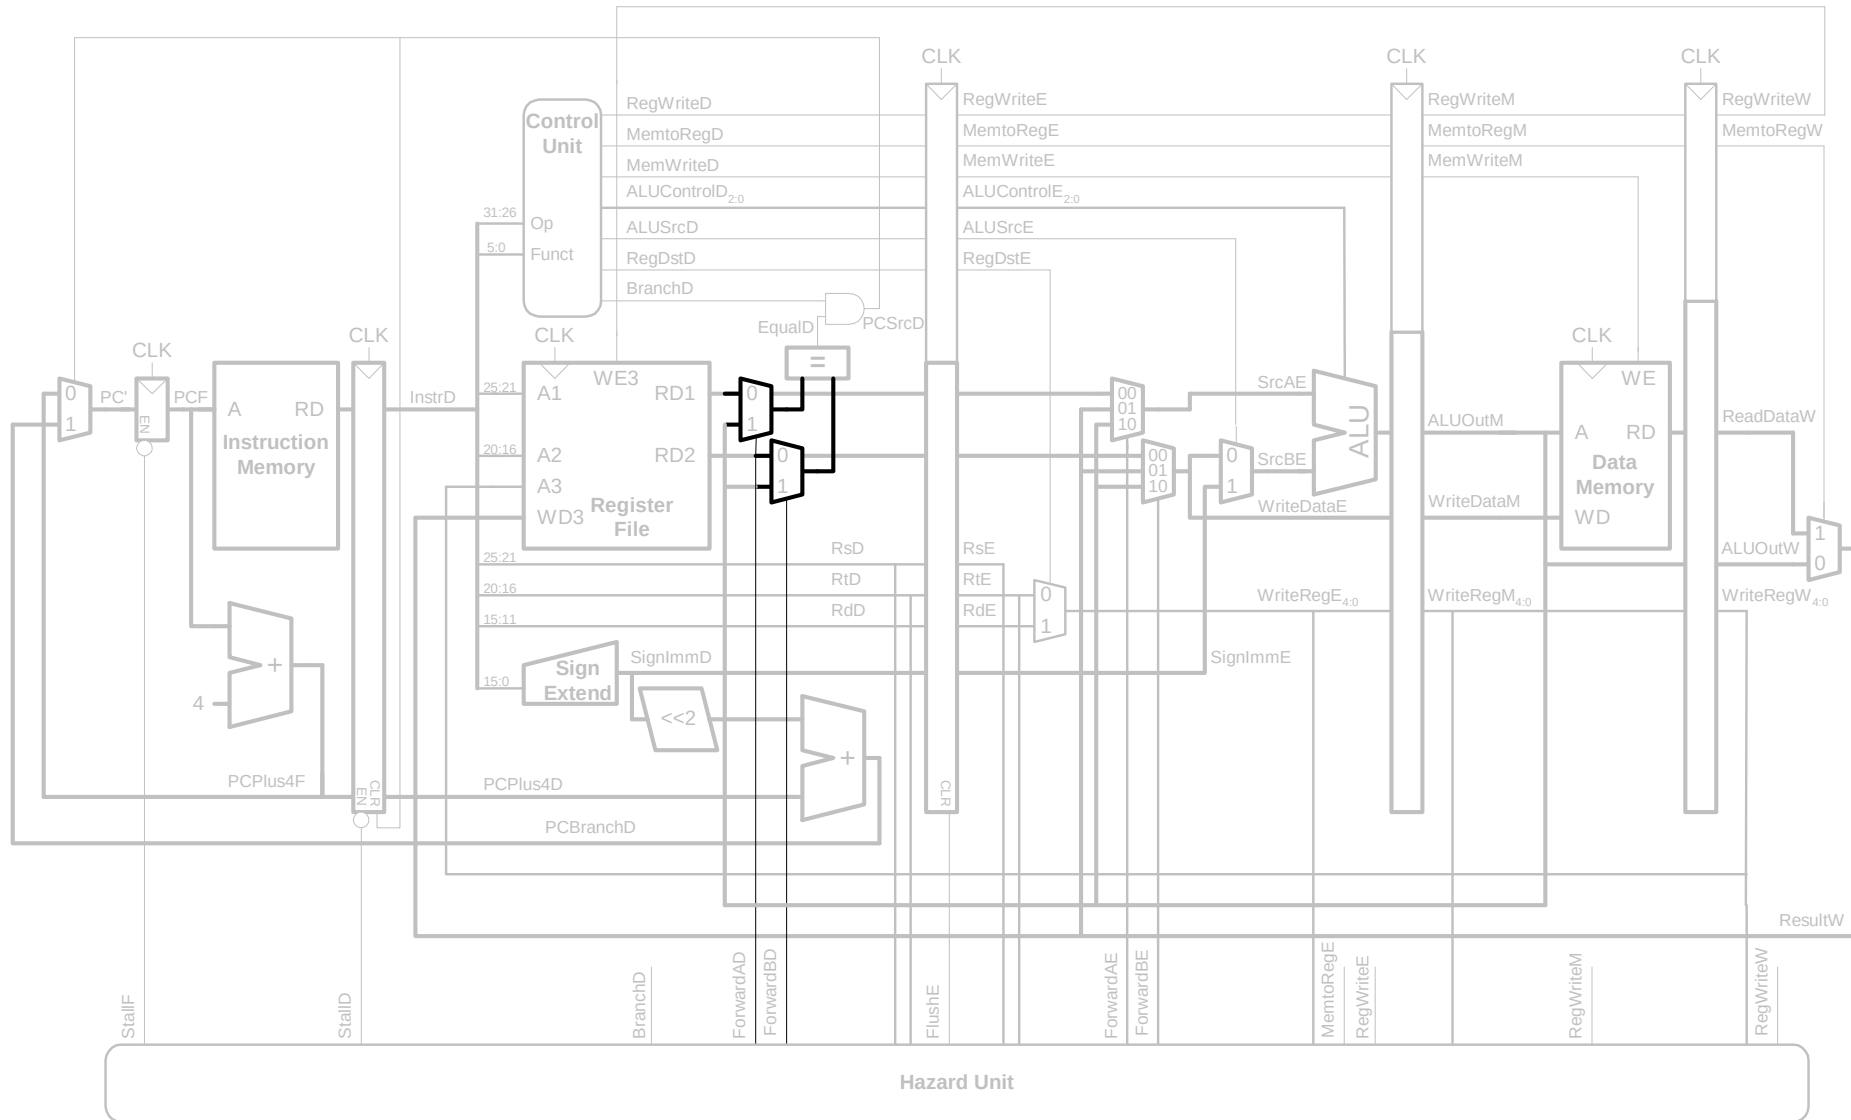 CLK CLK CLK
RegWriteD RegWriteE RegWriteM RegWriteW
Control
Unit
MemtoRegD MemtoRegE MemtoRegM MemtoRegW
MemWriteD MemWriteE MemWriteM
ALUControlD2:0 ALUControlE2:0
31:26 Op ALUSrcD ALUSrcE
5:0 Funct RegDstD RegDstE
BranchD
EqualD PCSrcD
CLK CLK CLK CLK
=
WE3 WE
0 PC' PCF A RD InstrD 25:21 A1 RD1 0 00 SrcAE
1 EN 1 01
10
Instruction
Memory
ALU
ALUOutM A RD ReadDataW
20:16 A2 RD2 0 00 0 SrcBE
01
A3 1 10 1
Data
Memory
WD3 Register
File
WriteDataE WriteDataM WD
1
0
25:21 RsD RsE ALUOutW
20:16 RtD RtE 0 WriteRegE4:0 WriteRegM4:0 WriteRegW4:0
15:11 RdD RdE 1
+
4
15:0 Sign
Extend
SignImmD SignImmE
<<2
+
PCPlus4F EN CLR PCPlus4D CLR
PCBranchD
ResultW
StallF StallD BranchD ForwardAD ForwardBD FlushE ForwardAE ForwardBE MemtoRegE RegWriteE RegWriteM RegWriteW
Hazard Unit